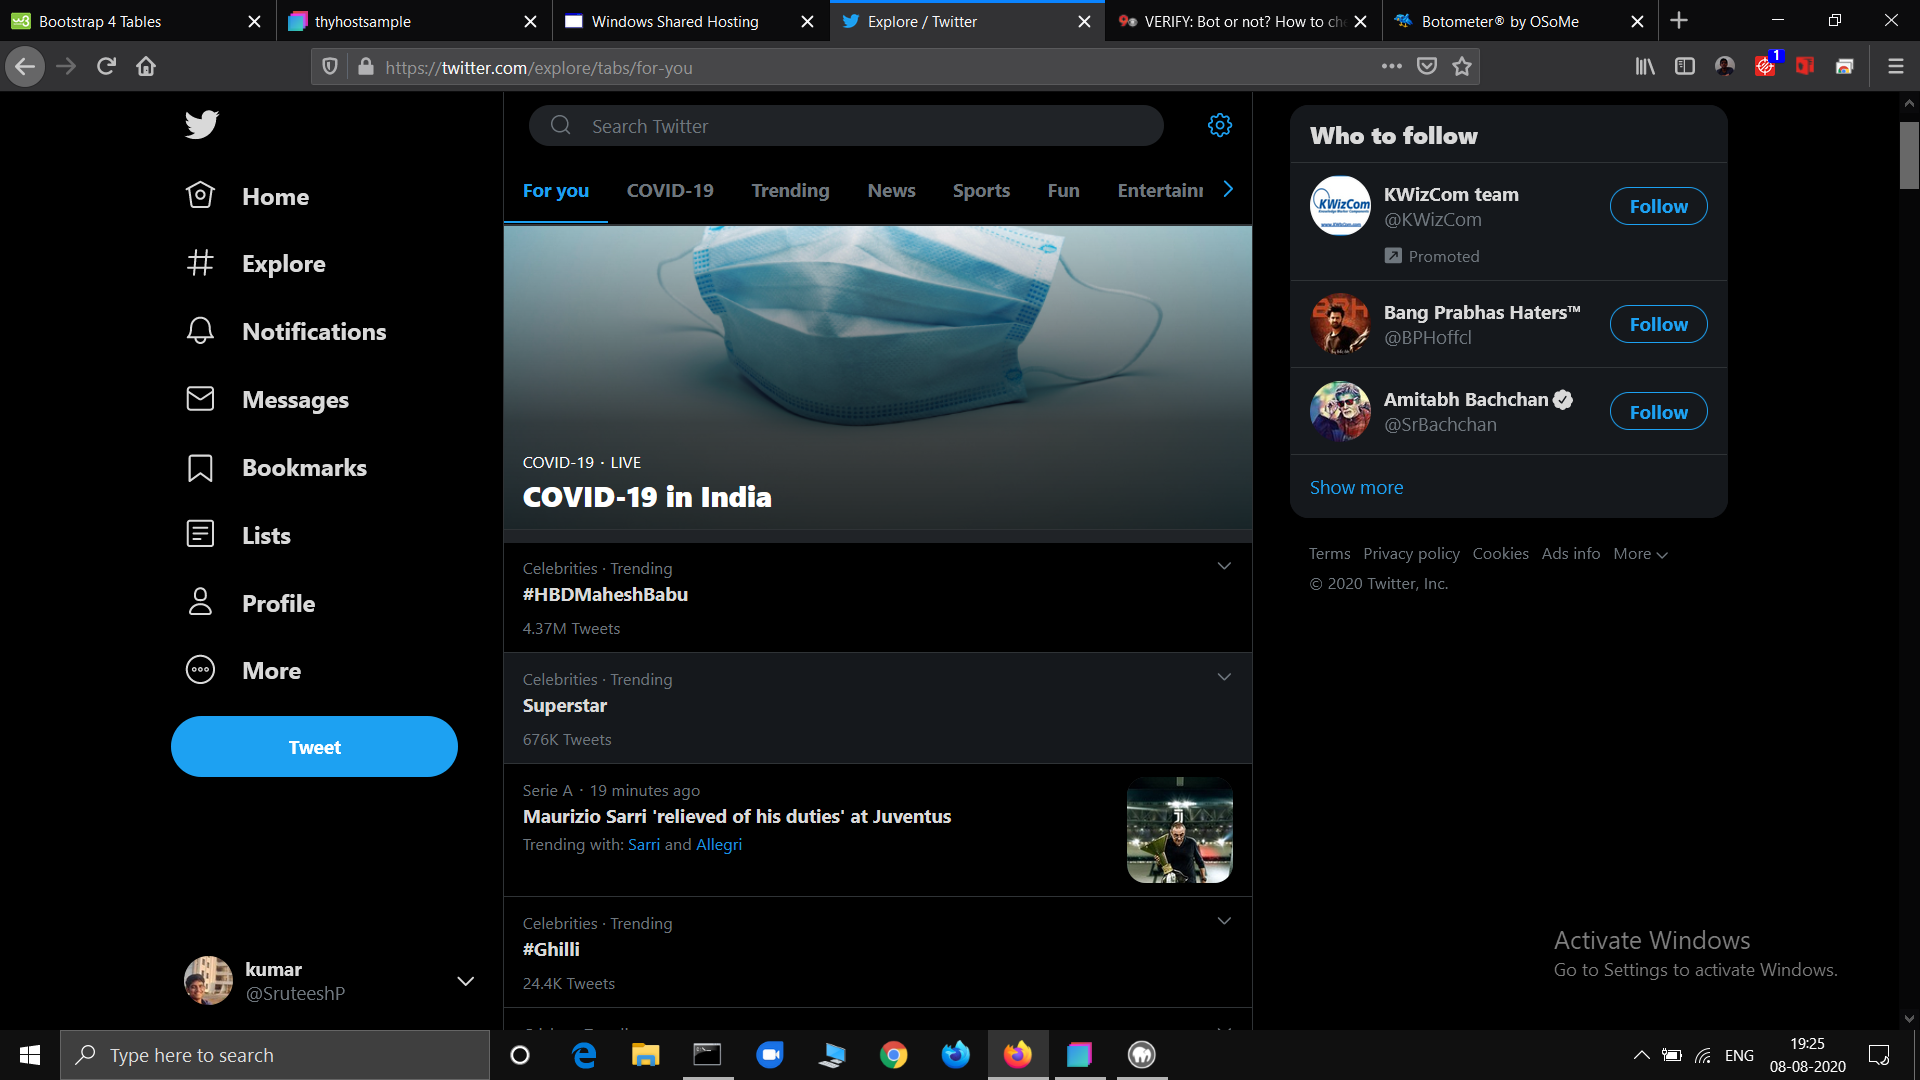 Bootstrap 4 Tables
thyhostsample
Windows Shared Hosting
Explore / Twitter
VERIFY: Bot or not? How to ch
Botometer® by OSoMe
https://twitter.com/explore/tabs/for-you
1
Home
Explore
Notifications
Messages
Bookmarks
Lists
Profile
More
Tweet
kumar
@SruteeshP
Search Twitter
For you COVID-19 Trending News Sports Fun Entertain
COVID-19 · LIVE
COVID-19 in India
Celebrities · Trending
#HBDMaheshBabu
4.37M Tweets
Celebrities · Trending
Superstar
676K Tweets
Serie A · 19 minutes ago
Maurizio Sarri 'relieved of his duties' at Juventus
Trending with: Sarri and Allegri
Celebrities · Trending
#Ghilli
24.4K Tweets
Who to follow
KWizCom
KWizCom team
@KWizCom
Follow
Promoted
Bang Prabhas Haters™
@BPHoffcl
Follow
Amitabh Bachchan
@SrBachchan
Follow
Show more
Terms Privacy policy Cookies Ads info More
© 2020 Twitter, Inc.
Activate Windows
Go to Settings to activate Windows.
Type here to search
ENG
19:25
08-08-2020